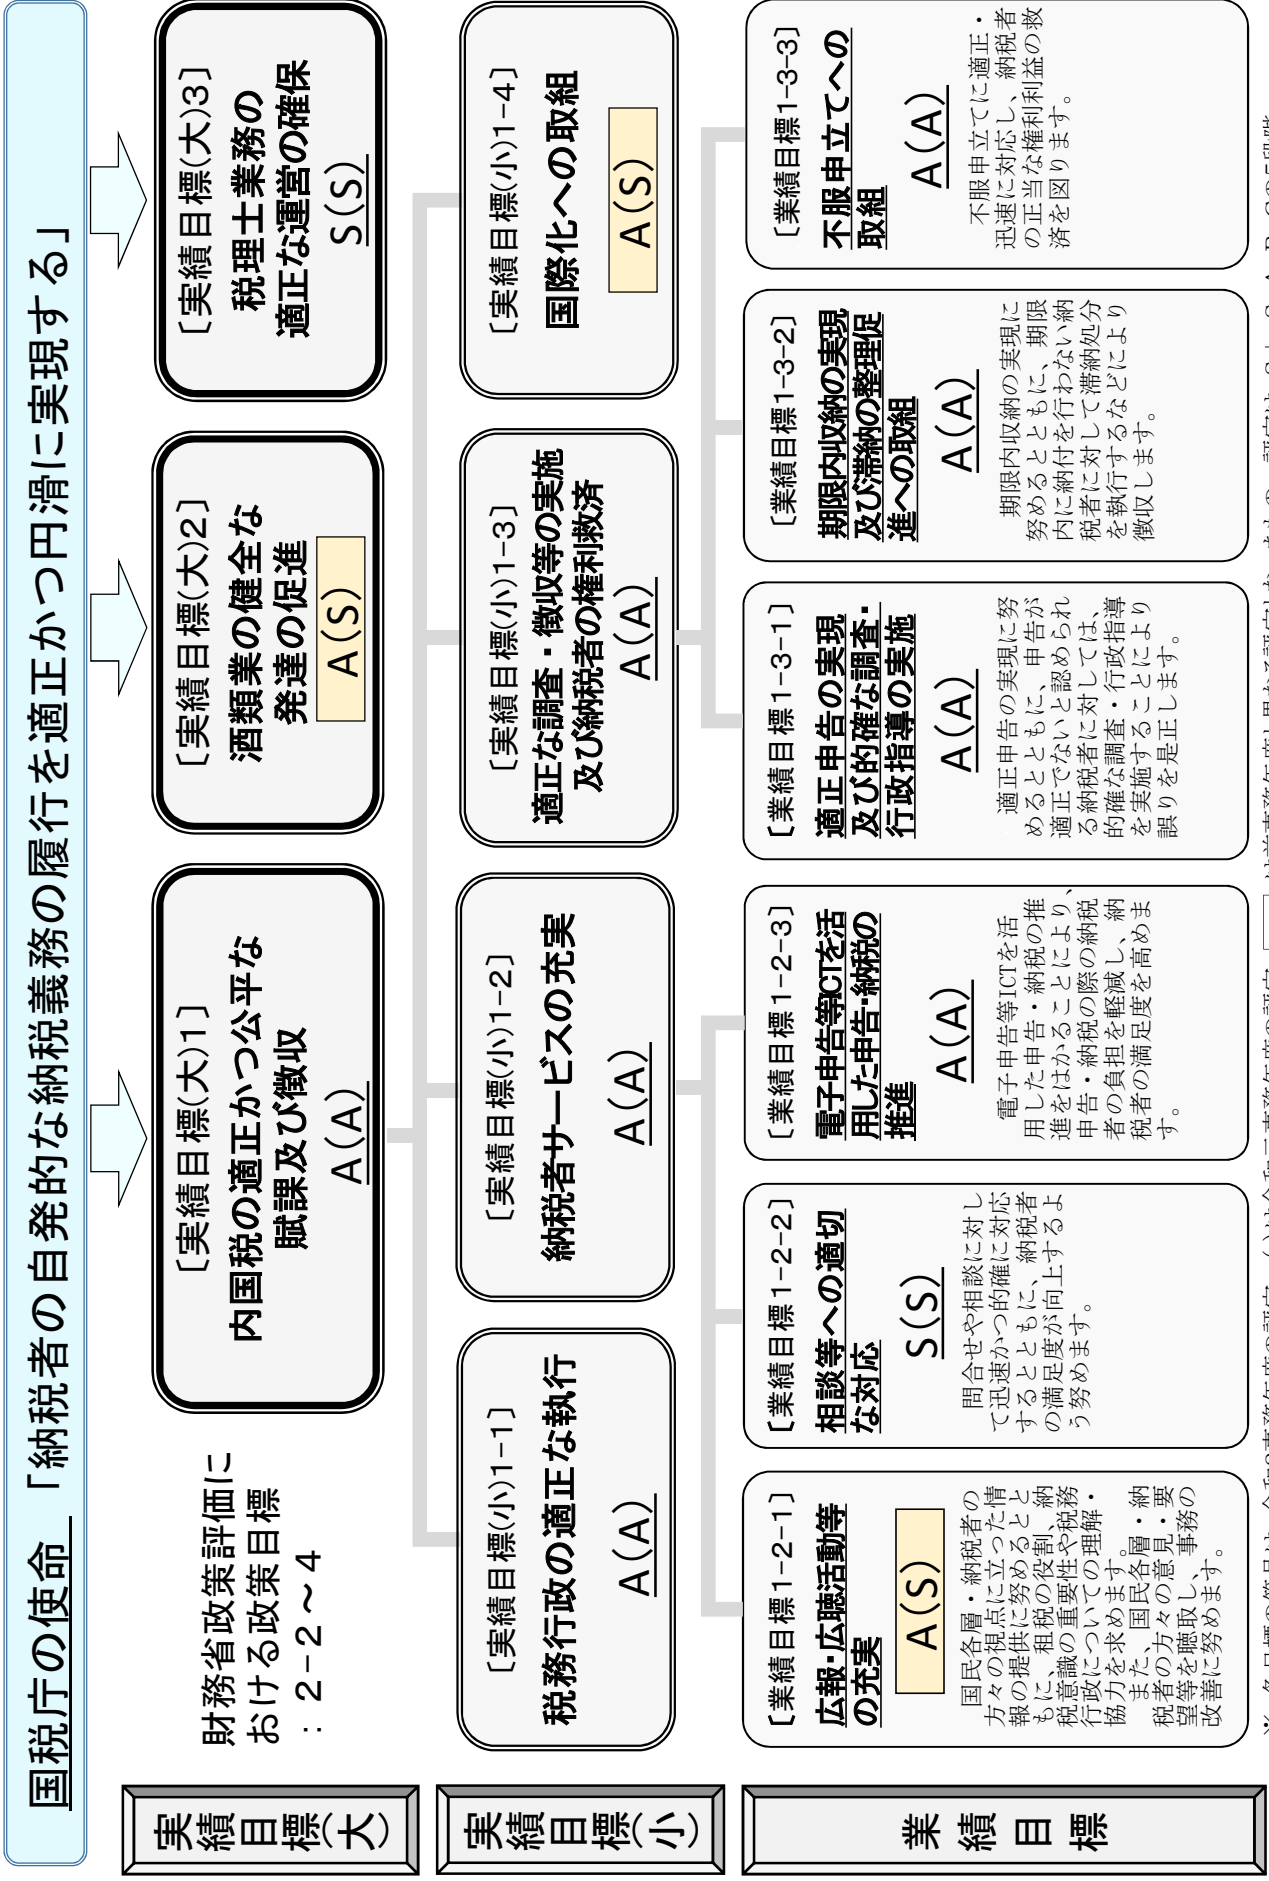 国税庁の使命　「納税者の自発的な納税義務の履行を適正かつ円滑に実現する」
実績目標(大)
財務省政策評価に
おける政策目標
：２－２～４
［実績目標(大)１］
内国税の適正かつ公平な
賦課及び徴収
A(A)
［実績目標(大)２］
酒類業の健全な
発達の促進
A(S)
［実績目標(大)３］
税理士業務の
適正な運営の確保
S(S)
実績目標(小)
［実績目標(小)１－１］
税務行政の適正な執行
A(A)
［実績目標(小)１－２］
納税者サービスの充実
A(A)
［実績目標(小)１－３］
適正な調査・徴収等の実施
及び納税者の権利救済
A(A)
［実績目標(小)１－４］
国際化への取組
A(S)
業績目標
［業績目標１－２－１］
広報・広聴活動等
の充実
A(S)
国民各層・納税者の
方々の視点に立った情
報の提供に努めるとと
もに、租税の役割、納
税意識の重要性や税務
行政についての理解・
協力を求めます。
また、国民各層・納
税者の方々の意見・要
望等を聴取し、事務の
改善に努めます。
［業績目標１－２－２］
相談等への適切
な対応
S(S)
問合せや相談に対し
て迅速かつ的確に対応
するとともに、納税者
の満足度が向上するよ
う努めます。
［業績目標１－２－３］
電子申告等ICTを活
用した申告・納税の
推進
A(A)
電子申告等ICTを活
用した申告・納税の推
進をはかることにより、
申告・納税の際の納税
者の負担を軽減し、納
税者の満足度を高めま
す。
［業績目標１－３－１］
適正申告の実現
及び的確な調査・
行政指導の実施
A(A)
適正申告の実現に努
めるとともに、申告が
適正でないと認められ
る納税者に対しては、
的確な調査・行政指導
を実施することにより
誤りを是正します。
［業績目標１－３－２］
期限内収納の実現
及び滞納の整理促
進への取組
A(A)
期限内収納の実現に
努めるとともに、期限
内に納付を行わない納
税者に対して滞納処分
を執行するなどにより
徴収します。
［業績目標１－３－３］
不服申立てへの
取組
A(A)
不服申立てに適正・
迅速に対応し、納税者
の正当な権利利益の救
済を図ります。